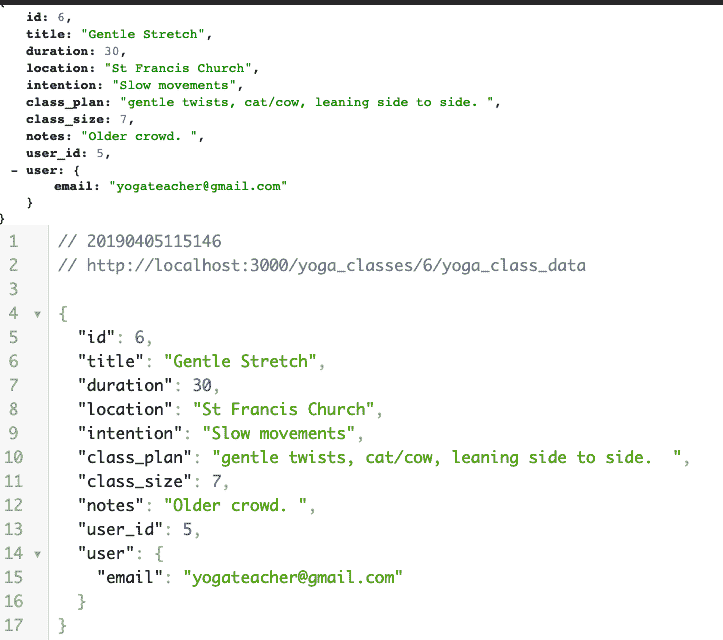 {
id: 6,
title: "Gentle Stretch",
duration: 30,
location: "St Francis Church",
intention: "Slow movements",
class_plan: "gentle twists, cat/cow, leaning side to side. ",
class_size: 7,
notes: "Older crowd. ",
user_id: 5,
- user: {
email: "yogateacher@gmail.com"
}
}
1 // 20190405115146
2 // http://localhost:3000/yoga_classes/6/yoga_class_data
3
4 ▼ {
5 "id": 6,
6 "title": "Gentle Stretch",
7 "duration": 30,
8 "location": "St Francis Church",
9 "intention": "Slow movements",
10 "class_plan": "gentle twists, cat/cow, leaning side to side.  ",
11 "class_size": 7,
12 "notes": "Older crowd. ",
13 "user_id": 5,
14 ▼ "user": {
15 "email": "yogateacher@gmail.com"
16 }
17 }